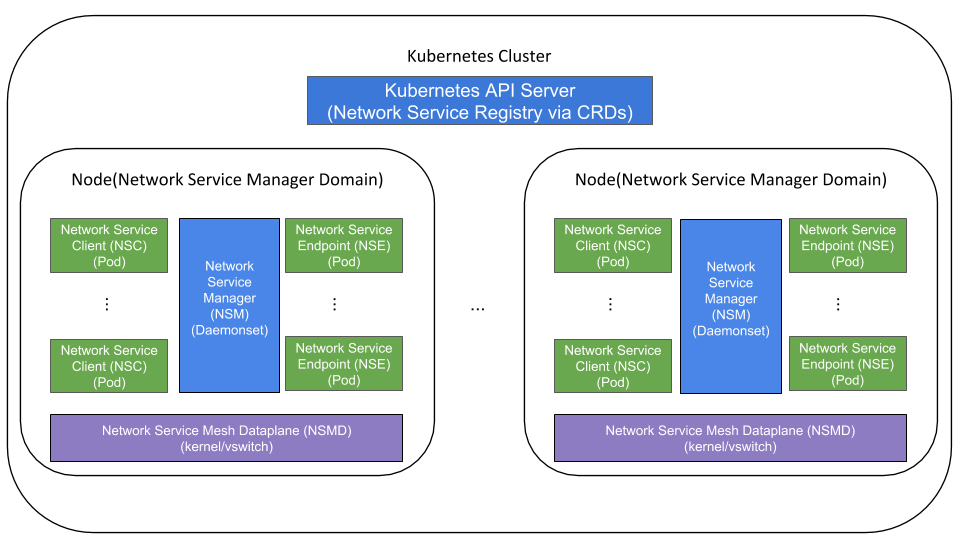 Kubernetes Cluster
Kubernetes API Server
(Network Service Registry via CRDs)
Node(Network Service Manager Domain)
Network Service
Client (NSC)
(Pod)
⋮
Network Service
Client (NSC)
(Pod)
Network
Service
Manager
(NSM)
(Daemonset)
Network Service
Endpoint (NSE)
(Pod)
⋮
Network Service
Endpoint (NSE)
(Pod)
Network Service Mesh Dataplane (NSMD)
(kernel/vswitch)
...
Node(Network Service Manager Domain)
Network Service
Client (NSC)
(Pod)
⋮
Network Service
Client (NSC)
(Pod)
Network
Service
Manager
(NSM)
(Daemonset)
Network Service
Endpoint (NSE)
(Pod)
⋮
Network Service
Endpoint (NSE)
(Pod)
Network Service Mesh Dataplane (NSMD)
(kernel/vswitch)